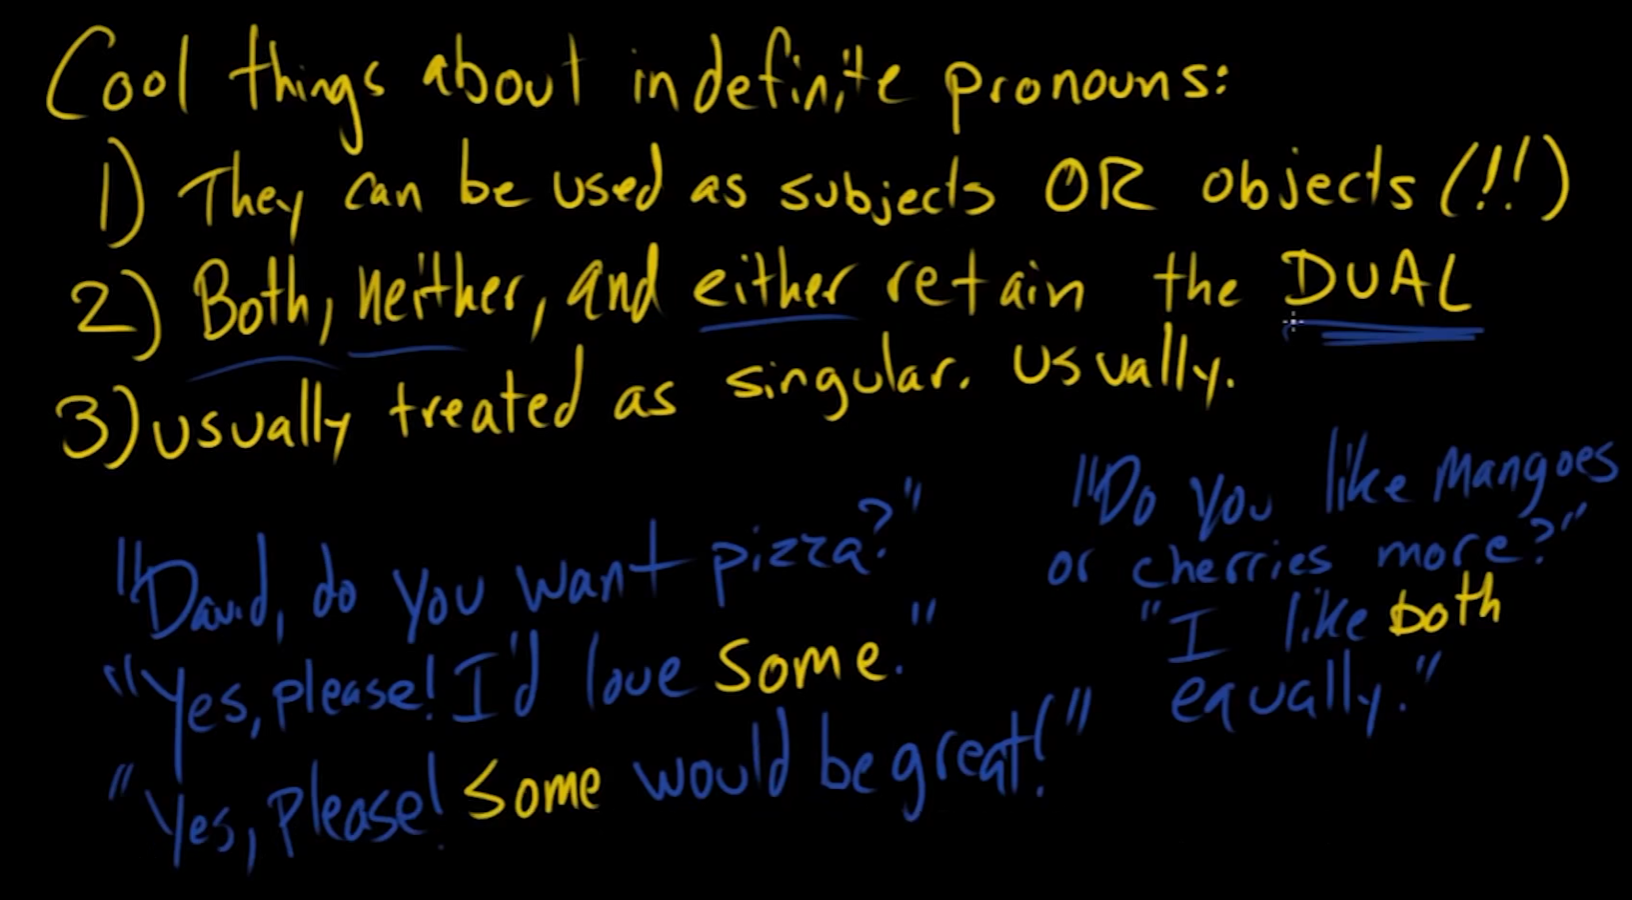 Cool things about indefinite pronouns:
1) They can be used as subjects OR objects (!!)
2) Both, neither, and either retain the DUAL
3) usually treated as singular. Usually.
"David, do you want pizza?"
"Yes, please! I'd love some."
"Yes, please! Some would be great!"
"Do you like mangoes
or cherries more?"
"I like both
equally."